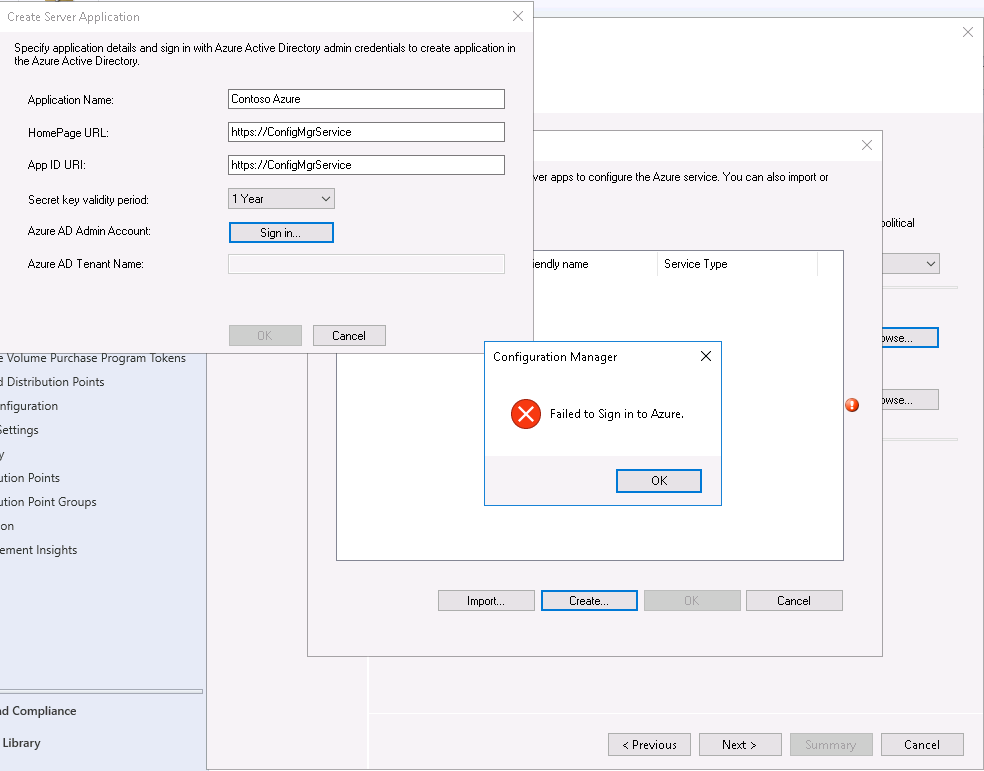 Create Server Application
Specify application details and sign in with Azure Active Directory admin credentials to create application in
the Azure Active Directory.
Application Name:
Contoso Azure
HomePage URL:
https://ConfigMgrService
App ID URI:
https://ConfigMgrService
Secret key validity period:
1 Year
Azure AD Admin Account:
Sign in...
Azure AD Tenant Name:
OK
Cancel
ver apps to configure the Azure service. You can also import or
political
iendly name
Service Type
owse...
owse...
Configuration Manager
Failed to Sign in to Azure.
OK
Import...
Create...
OK
Cancel
e Volume Purchase Program Tokens
d Distribution Points
nfiguration
Settings
y
ution Points
ution Point Groups
on
ement Insights
nd Compliance
Library
< Previous
Next >
Summary
Cancel